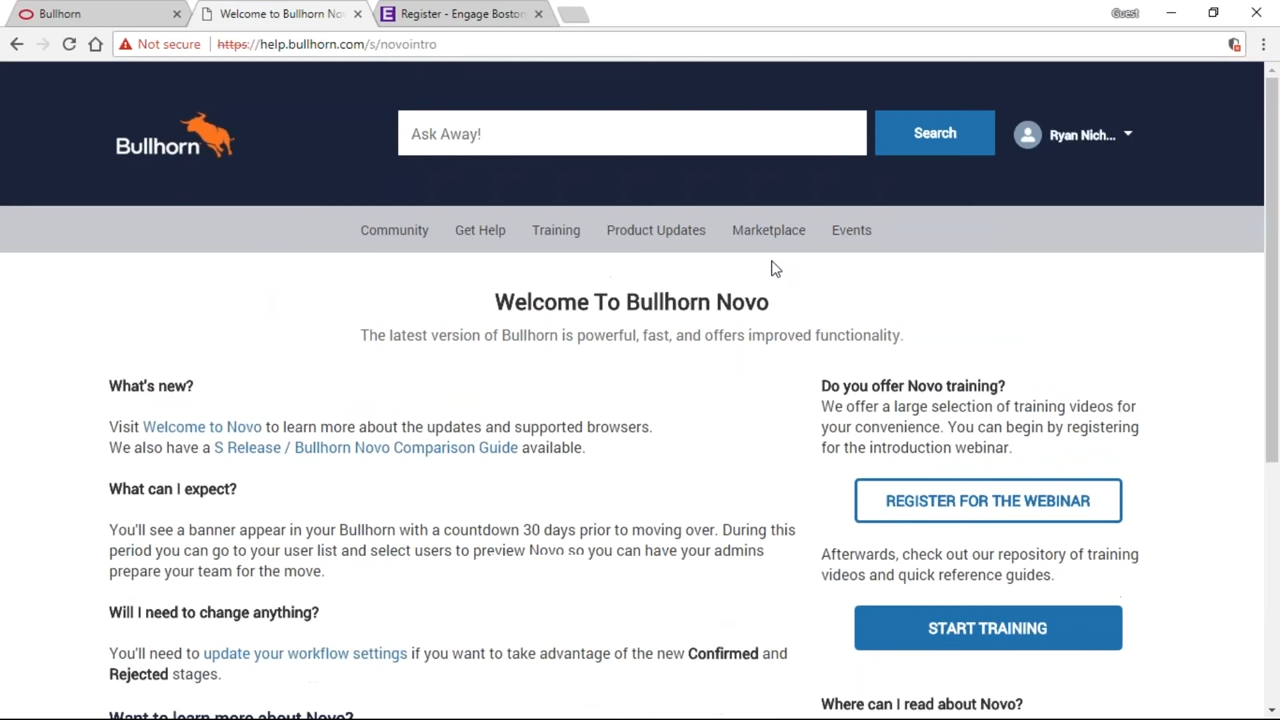 Bullhorn
Welcome to Bullhorn No
Register - Engage Bosto
Guest
Not secure
https://help.bullhorn.com/s/novointro
Bullhorn
Ask Away!
Search
Ryan Nich...
Community
Get Help
Training
Product Updates
Marketplace
Events
Welcome To Bullhorn Novo
The latest version of Bullhorn is powerful, fast, and offers improved functionality.
What's new?
Visit Welcome to Novo to learn more about the updates and supported browsers.
We also have a S Release / Bullhorn Novo Comparison Guide available.
What can I expect?
You'll see a banner appear in your Bullhorn with a countdown 30 days prior to moving over. During this
period you can go to your user list and select users to preview Novo so you can have your admins
prepare your team for the move.
Will I need to change anything?
You'll need to update your workflow settings if you want to take advantage of the new Confirmed and
Rejected stages.
Want to learn more about Novo?
Do you offer Novo training?
We offer a large selection of training videos for
your convenience. You can begin by registering
for the introduction webinar.
REGISTER FOR THE WEBINAR
Afterwards, check out our repository of training
videos and quick reference guides.
START TRAINING
Where can I read about Novo?